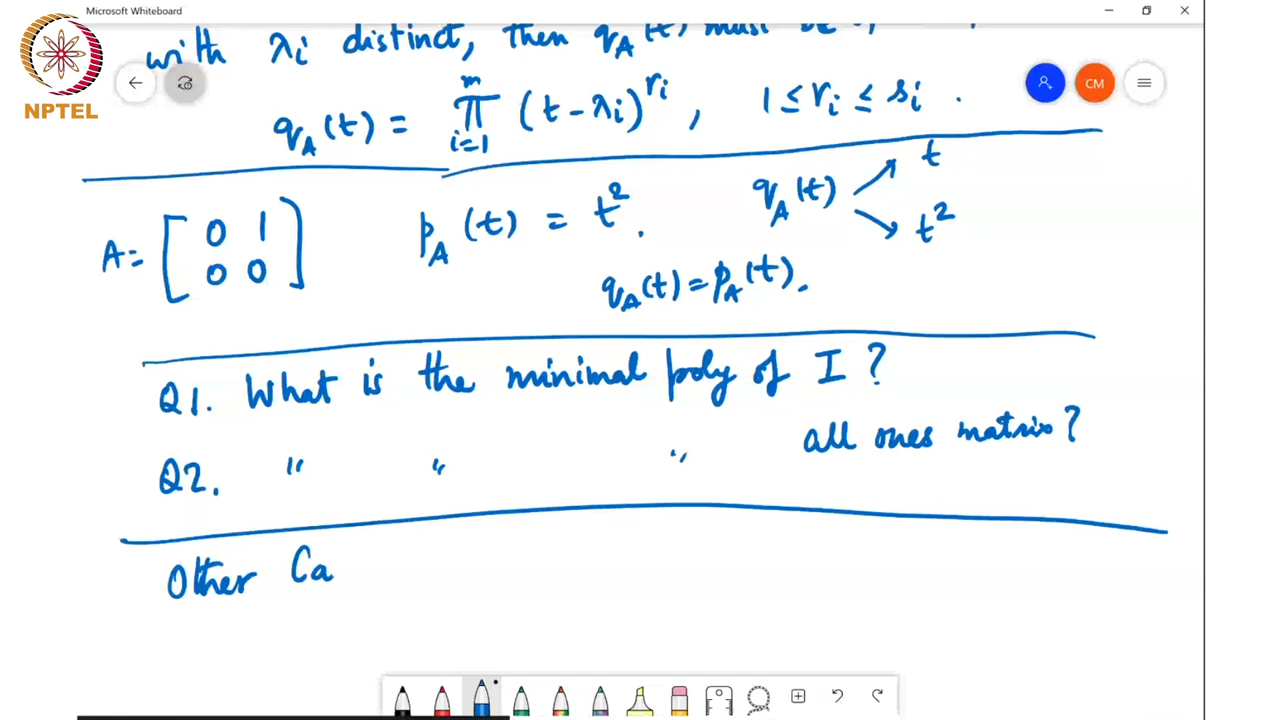 Microsoft Whiteboard
with λi distinct, then qA(t) must be
NPTEL
CM
qA(t) = ∏_{i=1}^{m} (t - λi)^{ri}, 1 ≤ ri ≤ si.
A = [0 1; 0 0] pA(t) = t². qA(t) → t → t²
qA(t) = pA(t).
Q1. What is the minimal poly of I?
Q2. " " " all ones matrix?
Other Ca